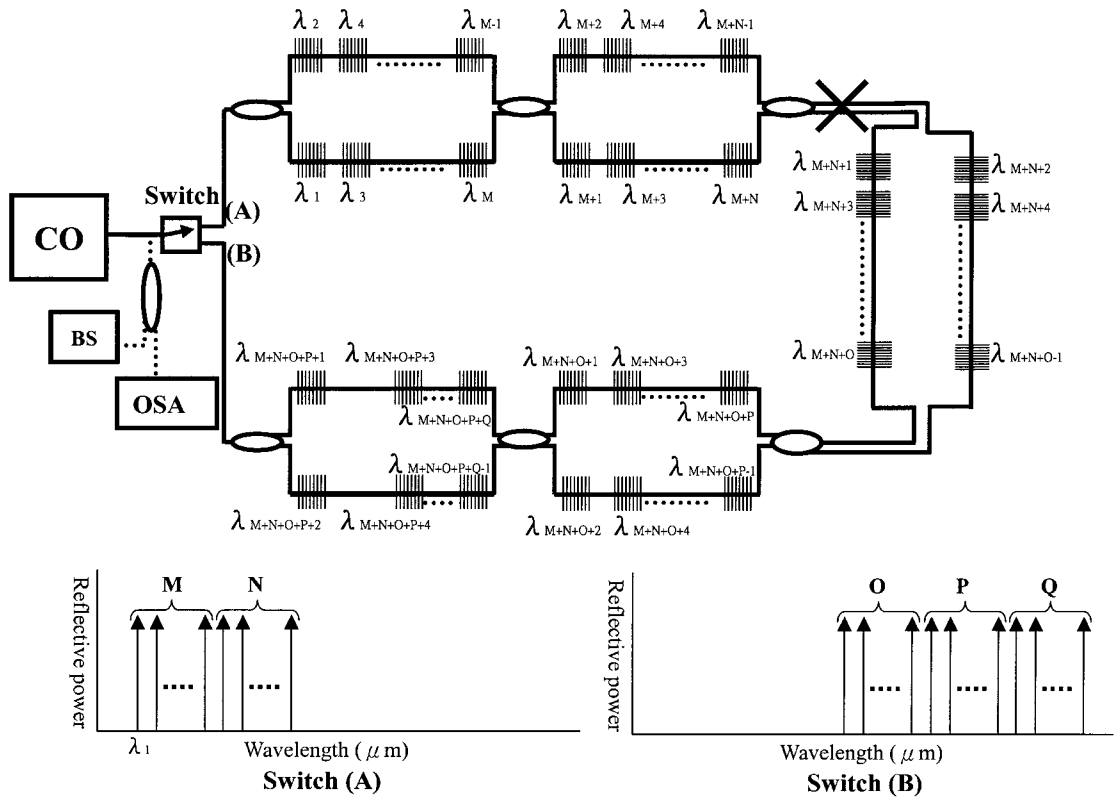 λ 2 λ 4 λ M-1 λ M+2 λ M+4 λ M+N-1
λ 1 λ 3 λ M λ M+1 λ M+3 λ M+N
λ M+N+1 λ M+N+2
λ M+N+3 λ M+N+4
λ M+N+O λ M+N+O-1
Switch (A)
(B)
CO
BS
OSA
λ M+N+O+P+1 λ M+N+O+P+3 λ M+N+O+1 λ M+N+O+3
λ M+N+O+P+Q λ M+N+O+P
λ M+N+O+P+Q-1 λ M+N+O+P-1
λ M+N+O+P+2 λ M+N+O+P+4 λ M+N+O+2 λ M+N+O+4
Reflective power
M N
λ 1
Wavelength ( μ m)
Switch (A)
Reflective power
O P Q
Wavelength ( μ m)
Switch (B)